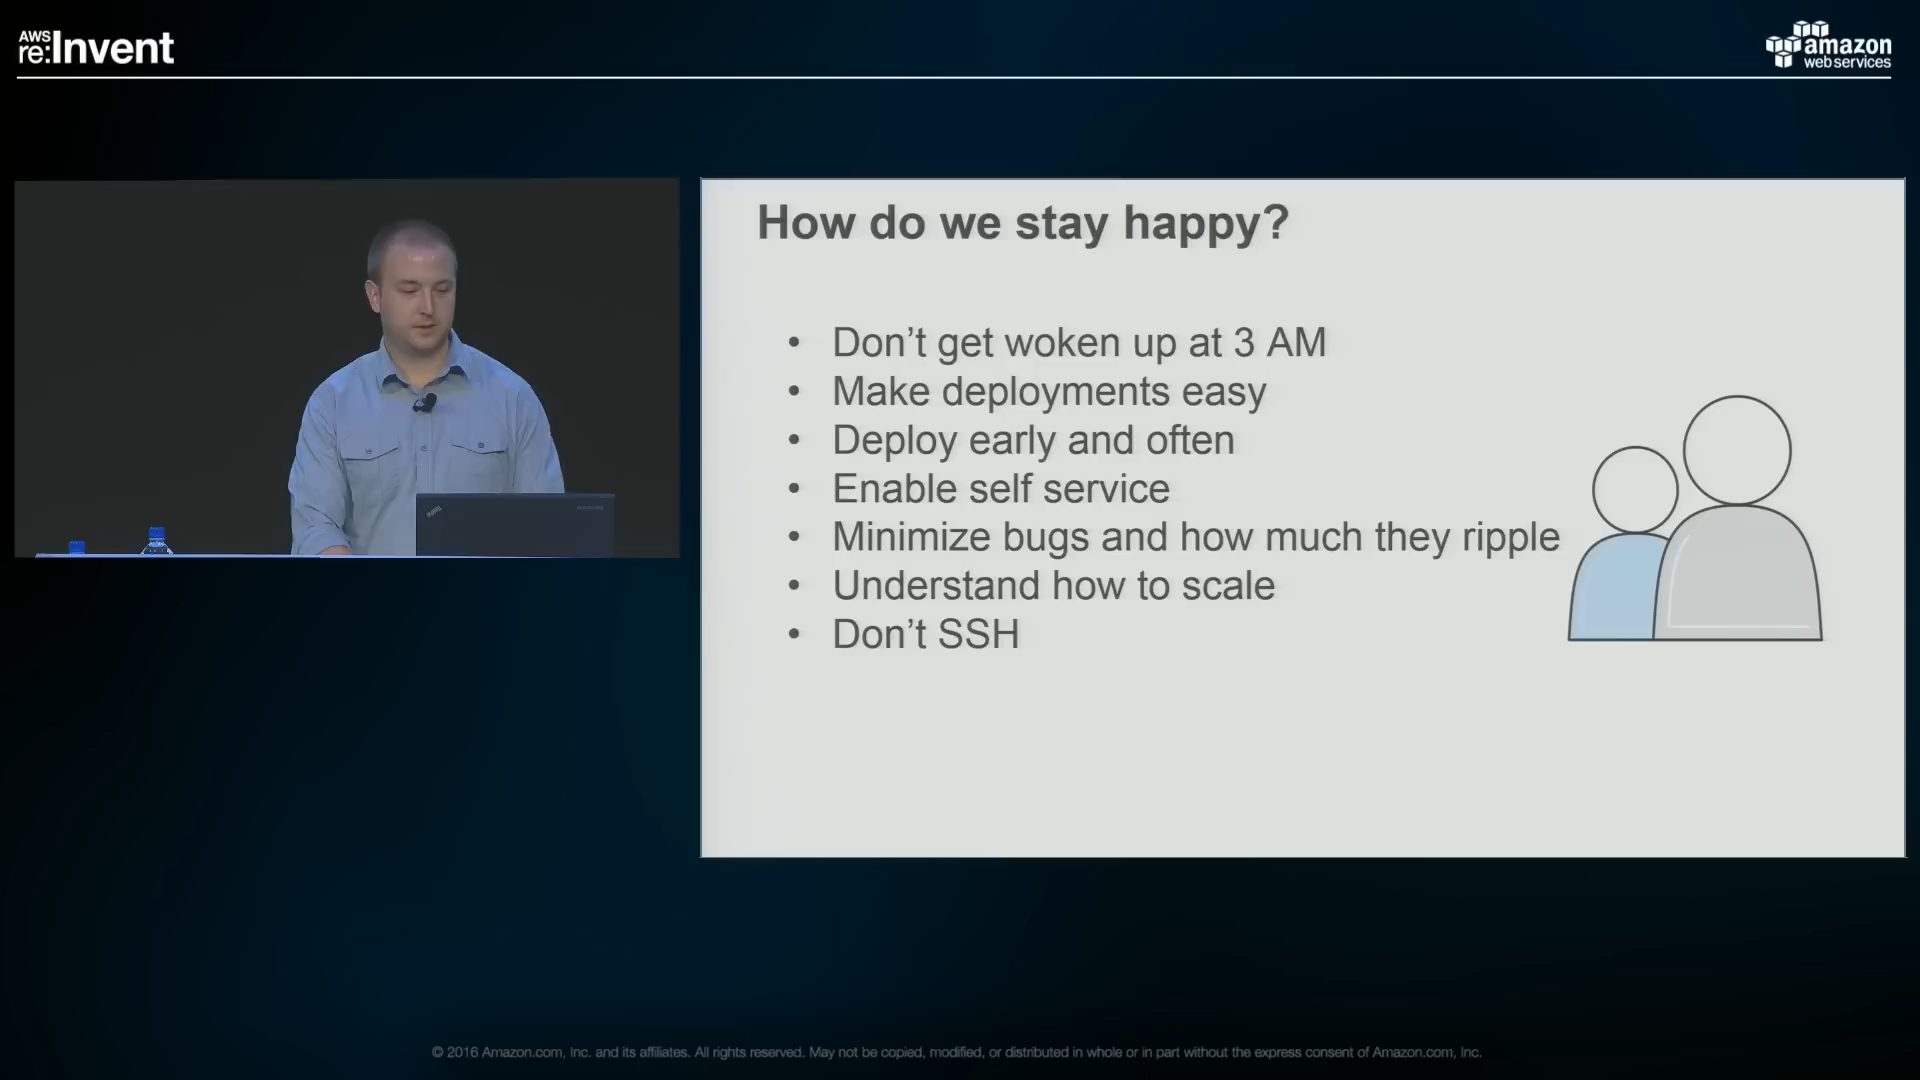 AWS
re:Invent
amazon
web services
How do we stay happy?
• Don’t get woken up at 3 AM
• Make deployments easy
• Deploy early and often
• Enable self service
• Minimize bugs and how much they ripple
• Understand how to scale
• Don’t SSH
© 2016 Amazon.com, Inc. and its affiliates. All rights reserved. May not be copied, modified, or distributed in whole or in part without the express consent of Amazon.com, Inc.